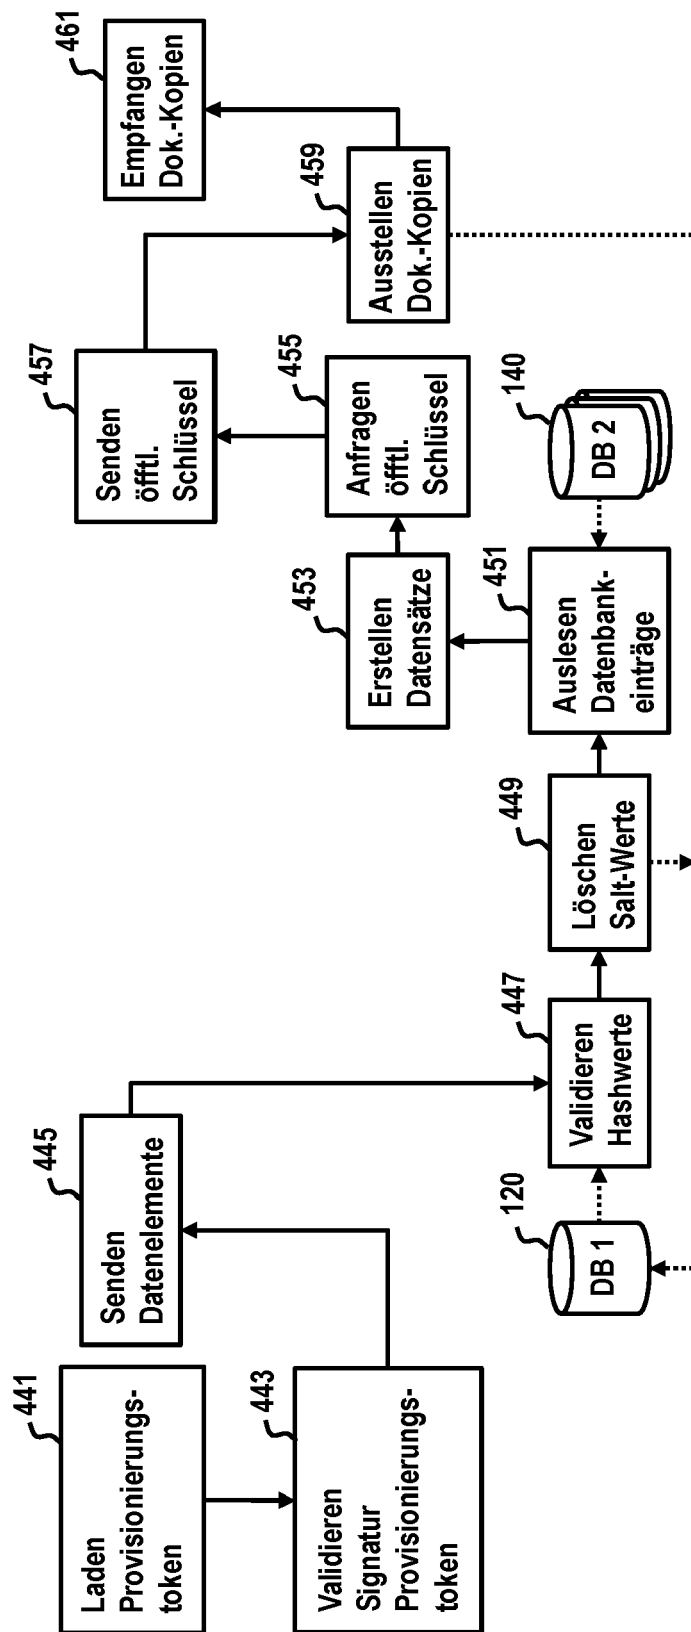 441
Laden
Provisionierungs-
token
443
Validieren
Signatur
Provisionierungs-
token
445
Senden
Datenelemente
120
DB 1
447
Validieren
Hashwerte
449
Löschen
Salt-Werte
451
Auslesen
Datenbank-
einträge
140
DB 2
453
Erstellen
Datensätze
455
Anfragen
öfftl.
Schlüssel
457
Senden
öfftl.
Schlüssel
459
Ausstellen
Dok.-Kopien
461
Empfangen
Dok.-Kopien